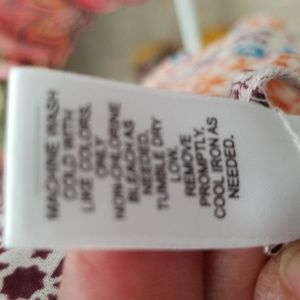 MACHINE WASH
COLD WITH
LIKE COLORS.
ONLY
NON-CHLORINE
BLEACH AS
NEEDED.
TUMBLE DRY
LOW.
REMOVE
PROMPTLY.
COOL IRON AS
NEEDED.